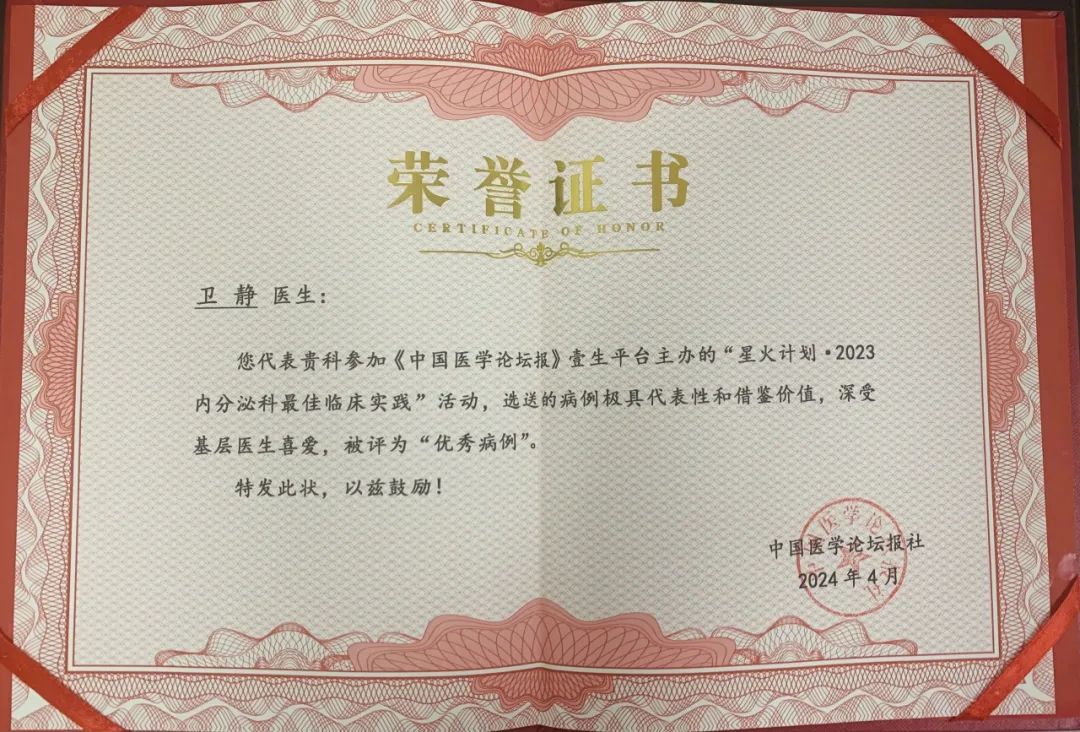 荣誉证书
CERTIFICATE OF HONOR
卫 静 医生：
您代表贵科参加《中国医学论坛报》壹生平台主办的“星火计划·2023
内分泌科最佳临床实践”活动，选送的病例极具代表性和借鉴价值，深受
基层医生喜爱，被评为“优秀病例”。
特发此状，以兹鼓励！
中国医学论坛报社
2024 年 4 月